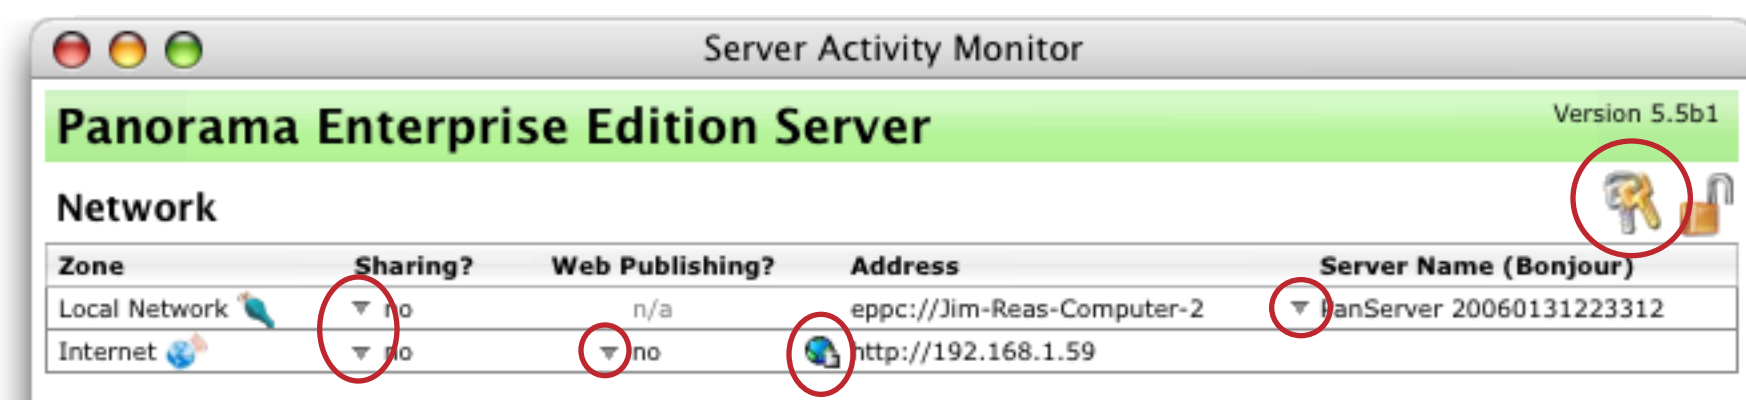 Server Activity Monitor
Panorama Enterprise Edition Server
Version 5.5b1
Network
Zone Sharing? Web Publishing? Address Server Name (Bonjour)
Local Network no n/a eppc://Jim-Reas-Computer-2 PanServer 20060131223312
Internet no no http://192.168.1.59